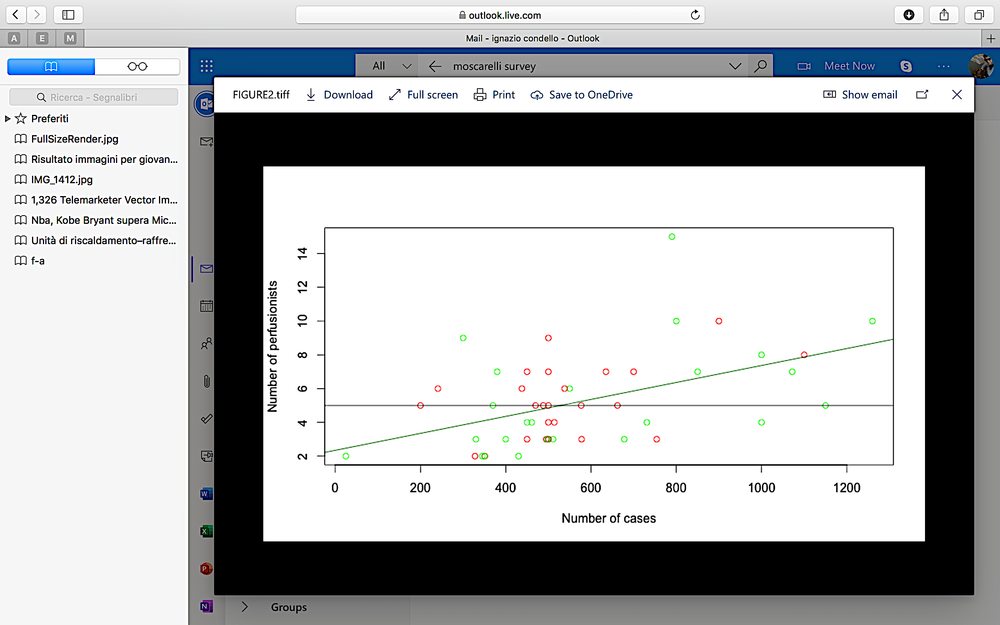 outlook.live.com
A E M Mail - ignazio condello - Outlook
All moscarelli survey Meet Now S ...
Ricerca - Segnalibri
Preferiti
FullSizeRender.jpg
Risultato immagini per giovan...
IMG_1412.jpg
1,326 Telemarketer Vector Im...
Nba, Kobe Bryant supera Mic...
Unità di riscaldamento–raffre...
f-a
FIGURE2.tiff Download Full screen Print Save to OneDrive Show email
Number of perfusionists
14
12
10
8
6
4
2
0 200 400 600 800 1000 1200
Number of cases
W
X
P
N
Groups